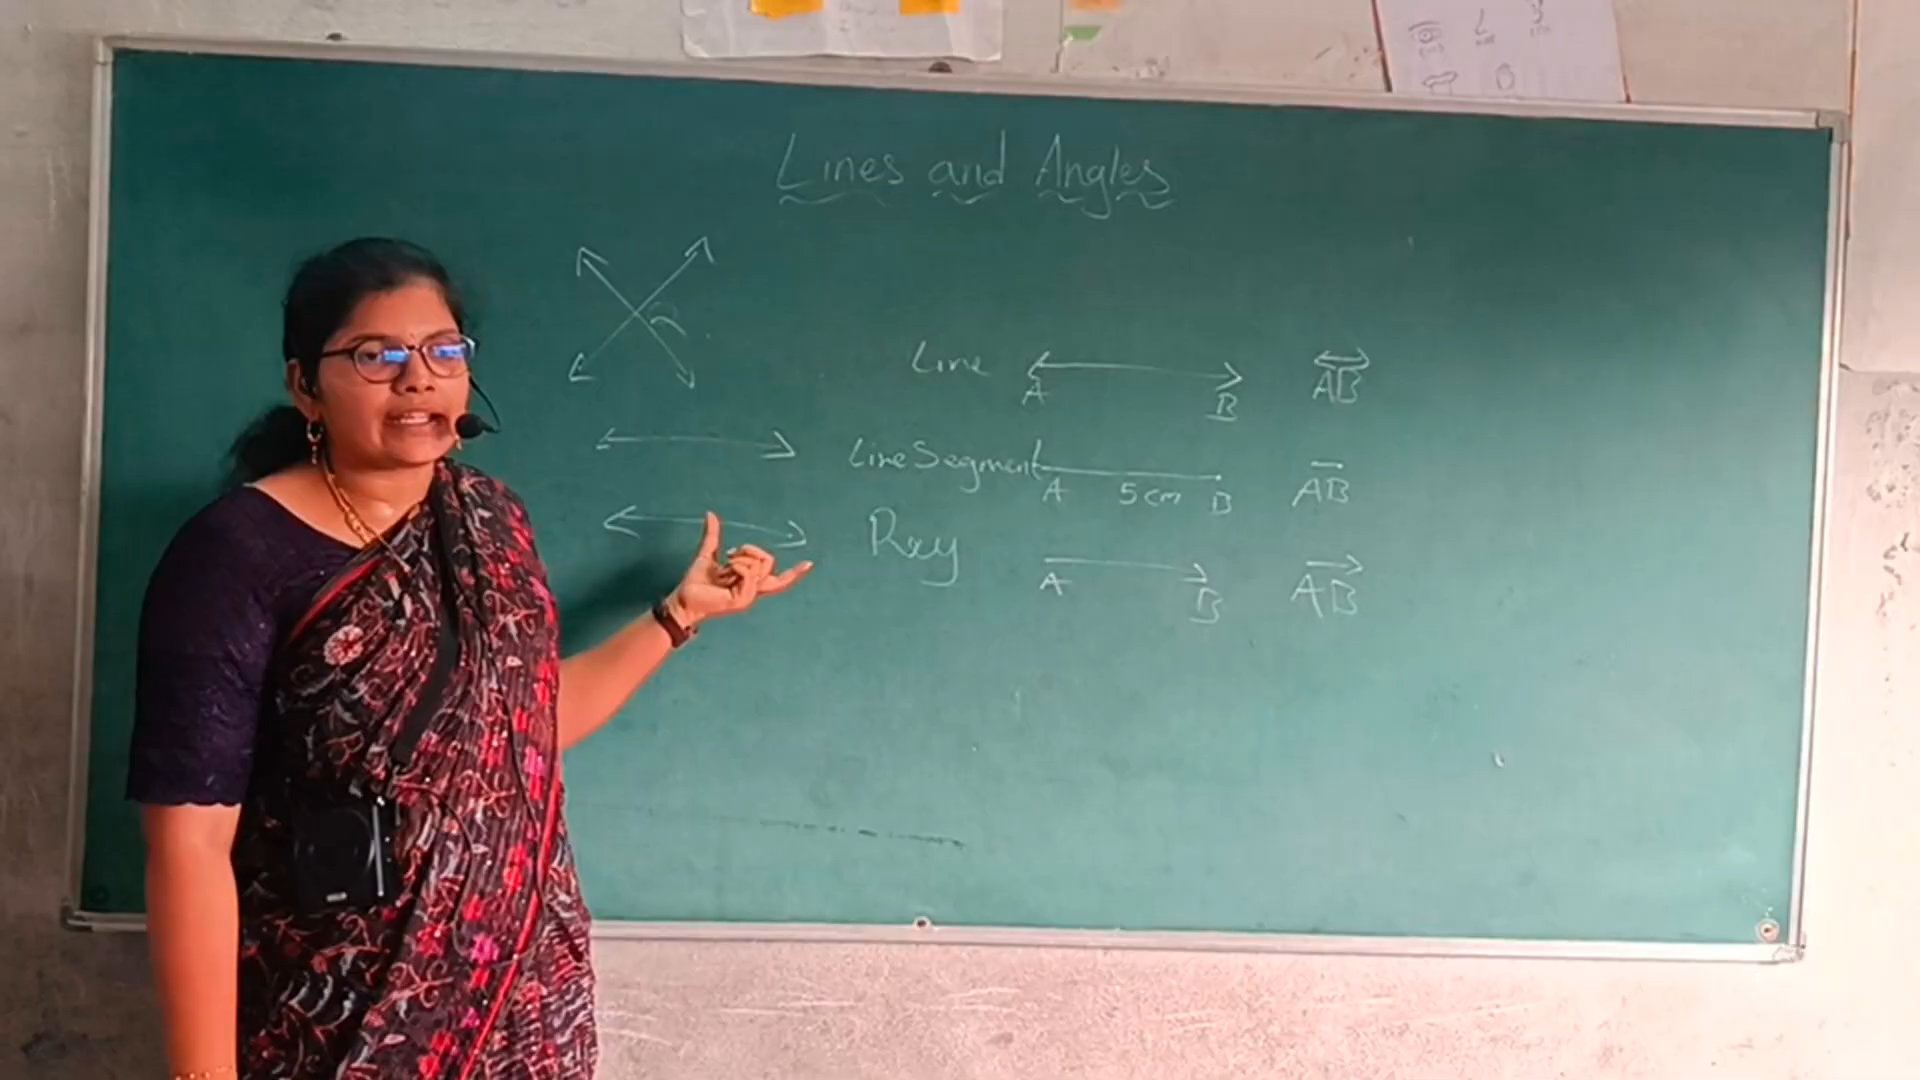 Lines and Angles
Line A B AB
Line Segment A 5cm B AB
Ray A B AB